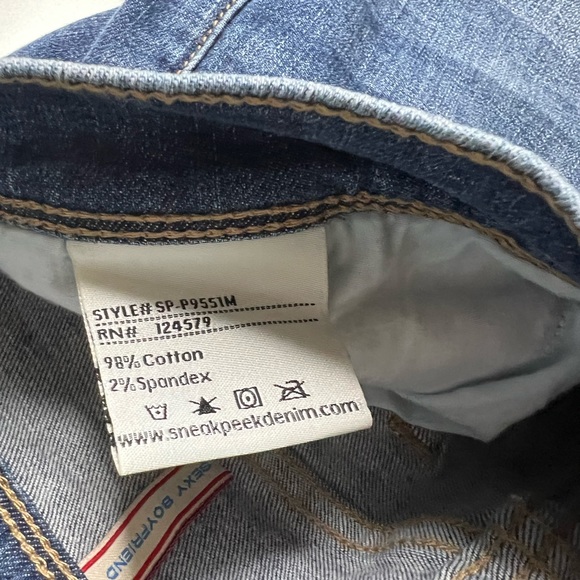 STYLE# SP-P9551M
RN# 124579
98% Cotton
2% Spandex
www.sneakpeekdenim.com
SEXY BOYFRIEND